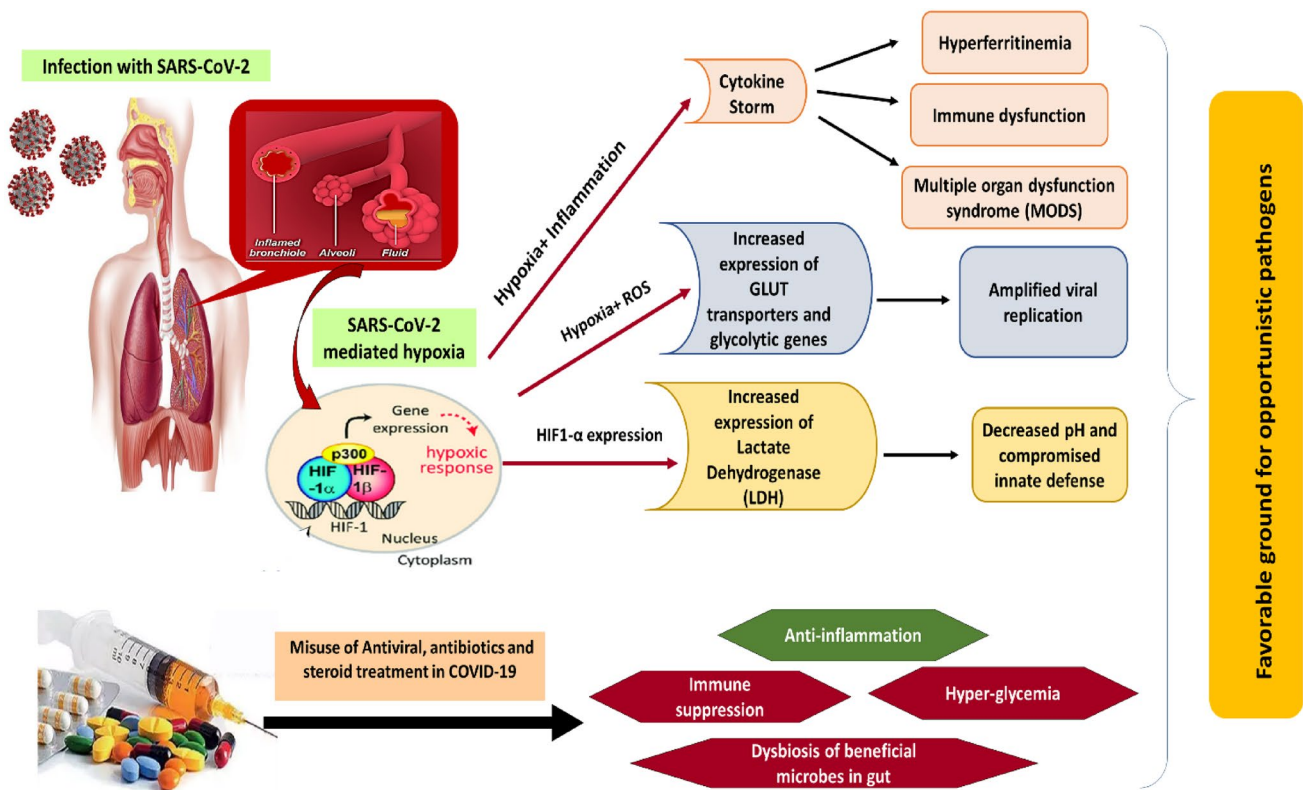 Infection with SARS-CoV-2
Inflamed
bronchiole
Alveoli
Fluid
SARS-CoV-2
mediated hypoxia
Gene
expression
hypoxic
response
p300
HIF
-1α
HIF-
1β
HIF-1
Nucleus
Cytoplasm
Hypoxia+ Inflammation
Hypoxia+ ROS
HIF1-α expression
Cytokine
Storm
Hyperferritinemia
Immune dysfunction
Multiple organ dysfunction
syndrome (MODS)
Increased
expression of
GLUT
transporters and
glycolytic genes
Amplified viral
replication
Increased
expression of
Lactate
Dehydrogenase
(LDH)
Decreased pH and
compromised
innate defense
Favorable ground for opportunistic pathogens
Misuse of Antiviral, antibiotics and
steroid treatment in COVID-19
Anti-inflammation
Immune
suppression
Hyper-glycemia
Dysbiosis of beneficial
microbes in gut